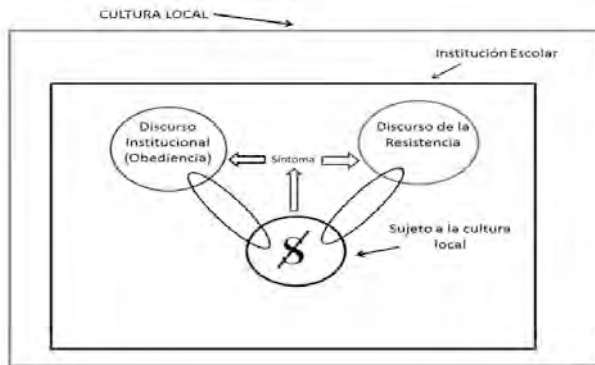 CULTURA LOCAL
Institución Escolar
Discurso
Institucional
(Obediencia)
Síntoma
Discurso de la
Resistencia
Sujeto a la cultura
local
$